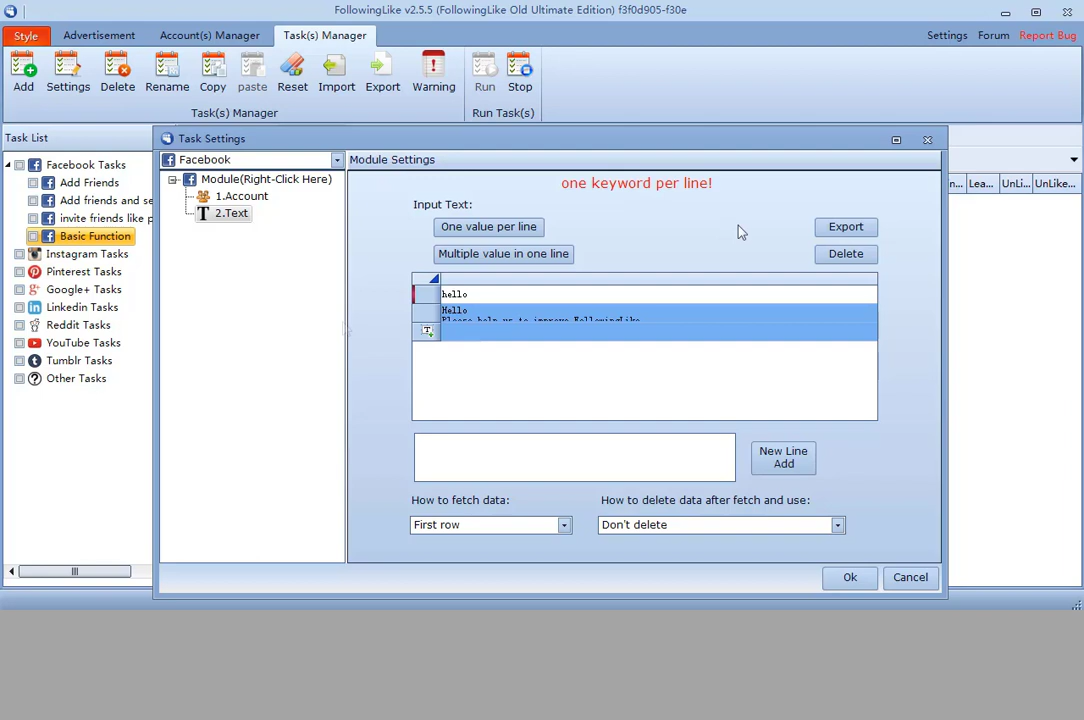 FollowingLike v2.5.5 (FollowingLike Old Ultimate Edition) f3f0d905-f30e
Style Advertisement Account(s) Manager Task(s) Manager Settings Forum Report Bug
Add Settings Delete Rename Copy paste Reset Import Export Warning Run Stop
Task(s) Manager Run Task(s)
Task List
Facebook Tasks
Add Friends
Add friends and se
invite friends like p
Basic Function
Instagram Tasks
Pinterest Tasks
Google+ Tasks
Linkedin Tasks
Reddit Tasks
YouTube Tasks
Tumblr Tasks
Other Tasks
Task Settings
Facebook
Module(Right-Click Here)
1.Account
2.Text
Module Settings
one keyword per line!
Input Text:
One value per line Export
Multiple value in one line Delete
hello
Hello
Please help us to improve FollowingLike
New Line
Add
How to fetch data: How to delete data after fetch and use:
First row Don't delete
Ok Cancel
in... Lea... UnLi... UnLike...